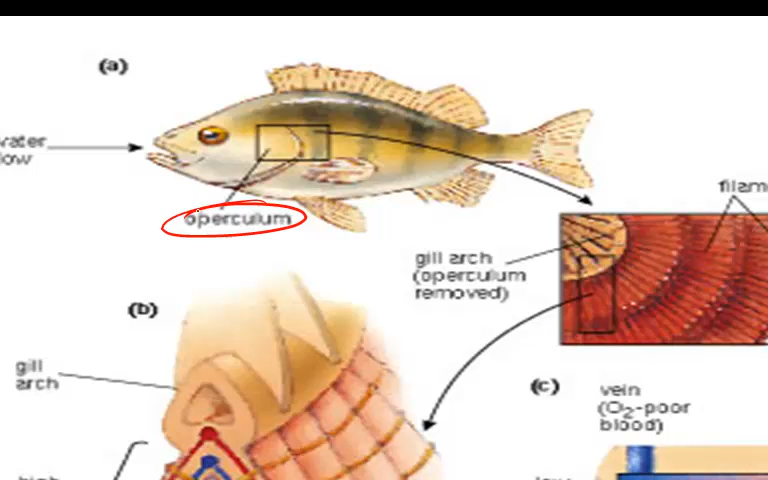 (a)
water
flow
operculum
filam
gill arch
(operculum
removed)
(b)
gill
arch
(c)
vein
(O₂-poor
blood)